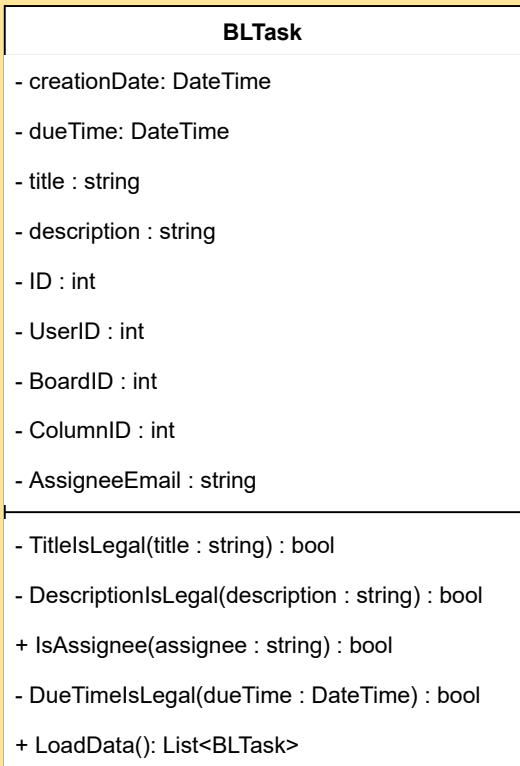 BLTask
- creationDate: DateTime
- dueTime: DateTime
- title : string
- description : string
- ID : int
- UserID : int
- BoardID : int
- ColumnID : int
- AssigneeEmail : string
- TitleIsLegal(title : string) : bool
- DescriptionIsLegal(description : string) : bool
+ IsAssignee(assignee : string) : bool
- DueTimeIsLegal(dueTime : DateTime) : bool
+ LoadData(): List<BLTask>